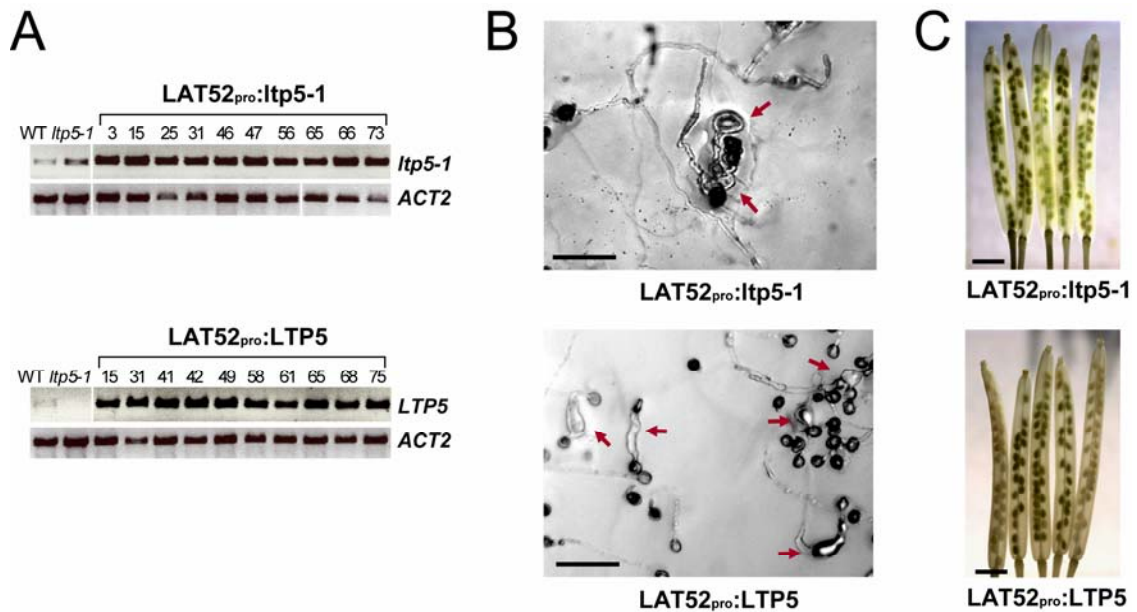 A
LAT52pro:ltp5-1
WT ltp5-1 3 15 25 31 46 47 56 65 66 73
ltp5-1
ACT2
LAT52pro:LTP5
WT ltp5-1 15 31 41 42 49 58 61 65 68 75
LTP5
ACT2
B
LAT52pro:ltp5-1
LAT52pro:LTP5
C
LAT52pro:ltp5-1
LAT52pro:LTP5